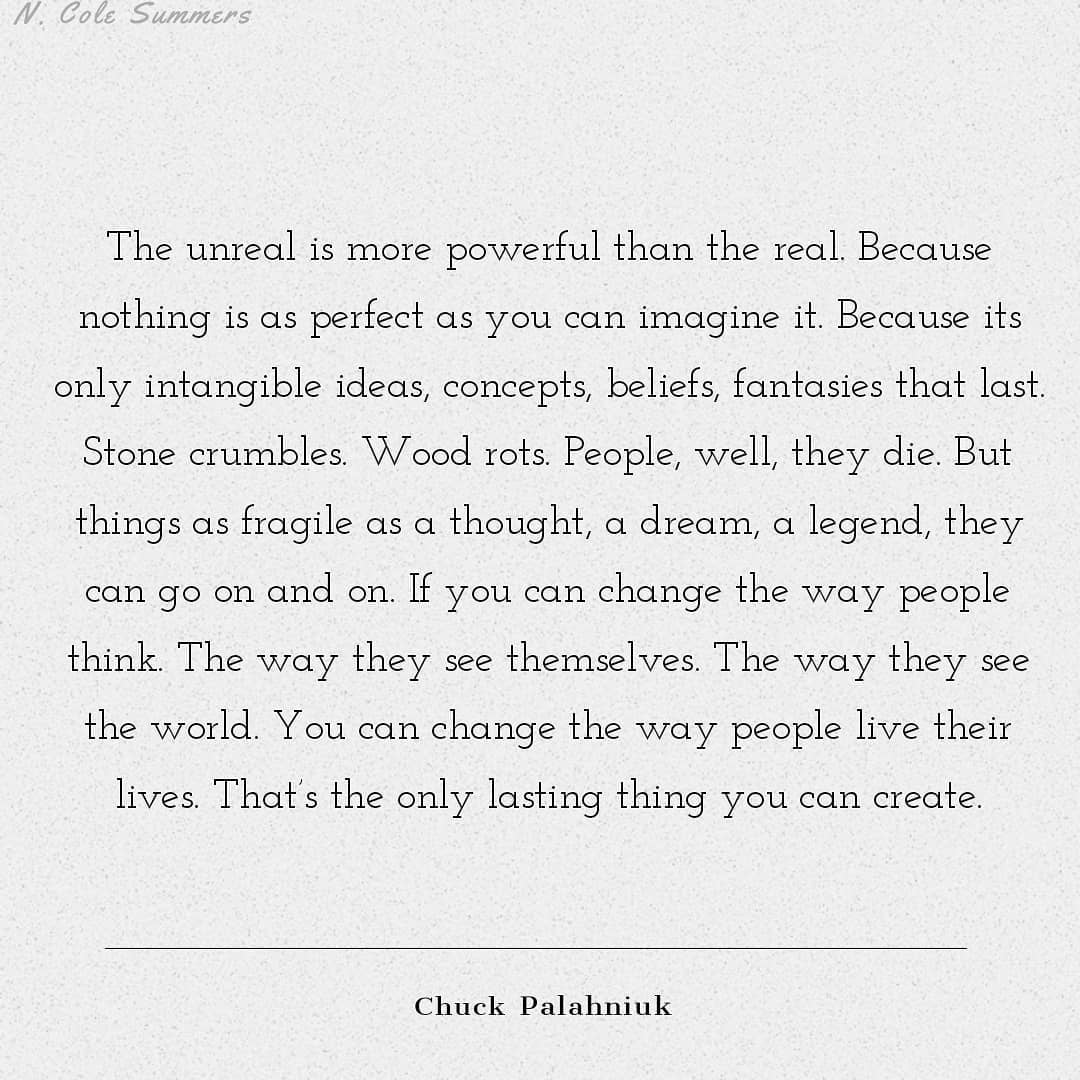 N. Cole Summers
The unreal is more powerful than the real. Because
nothing is as perfect as you can imagine it. Because its
only intangible ideas, concepts, beliefs, fantasies that last.
Stone crumbles. Wood rots. People, well, they die. But
things as fragile as a thought, a dream, a legend, they
can go on and on. If you can change the way people
think. The way they see themselves. The way they see
the world. You can change the way people live their
lives. That's the only lasting thing you can create.
Chuck Palahniuk